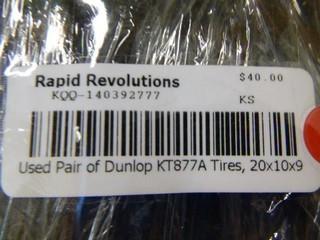 Rapid Revolutions $40.00
KQQ-140392777 KS
Used Pair of Dunlop KT877A Tires, 20x10x9